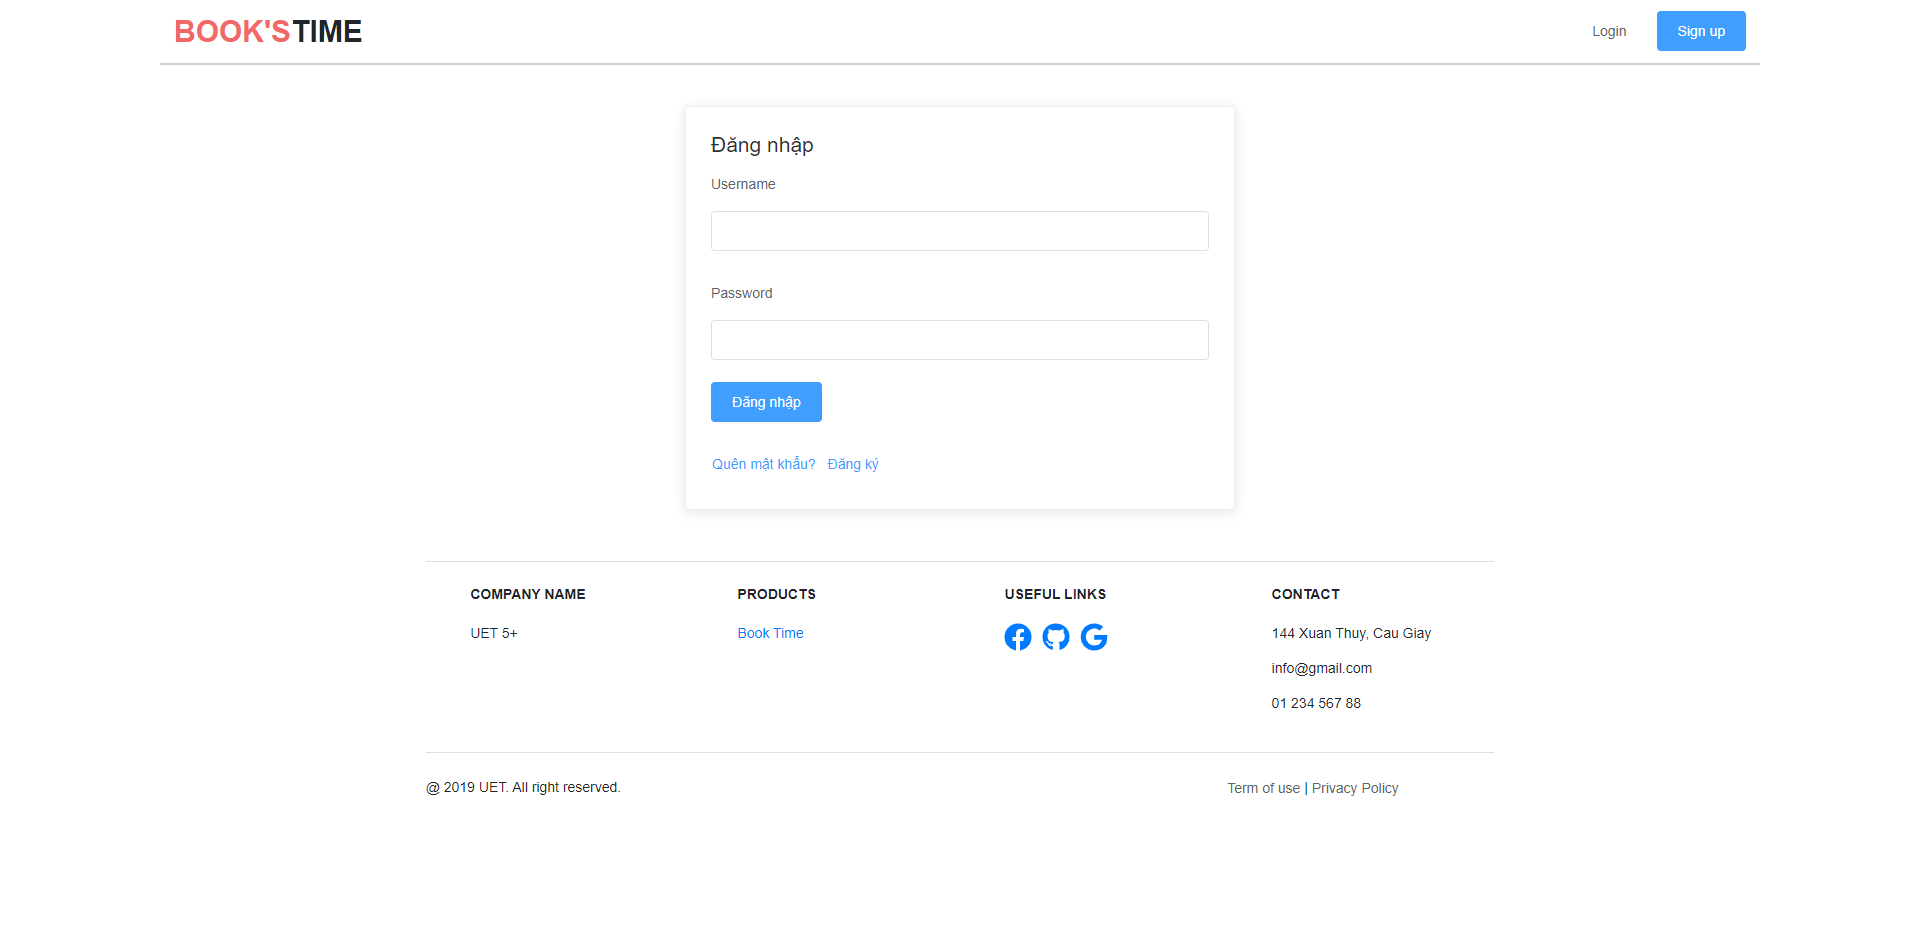 BOOK'STIME
Login
Sign up
Đăng nhập
Username
Password
Đăng nhập
Quên mật khẩu? Đăng ký
COMPANY NAME
UET 5+
PRODUCTS
Book Time
USEFUL LINKS
CONTACT
144 Xuan Thuy, Cau Giay
info@gmail.com
01 234 567 88
@ 2019 UET. All right reserved.
Term of use | Privacy Policy